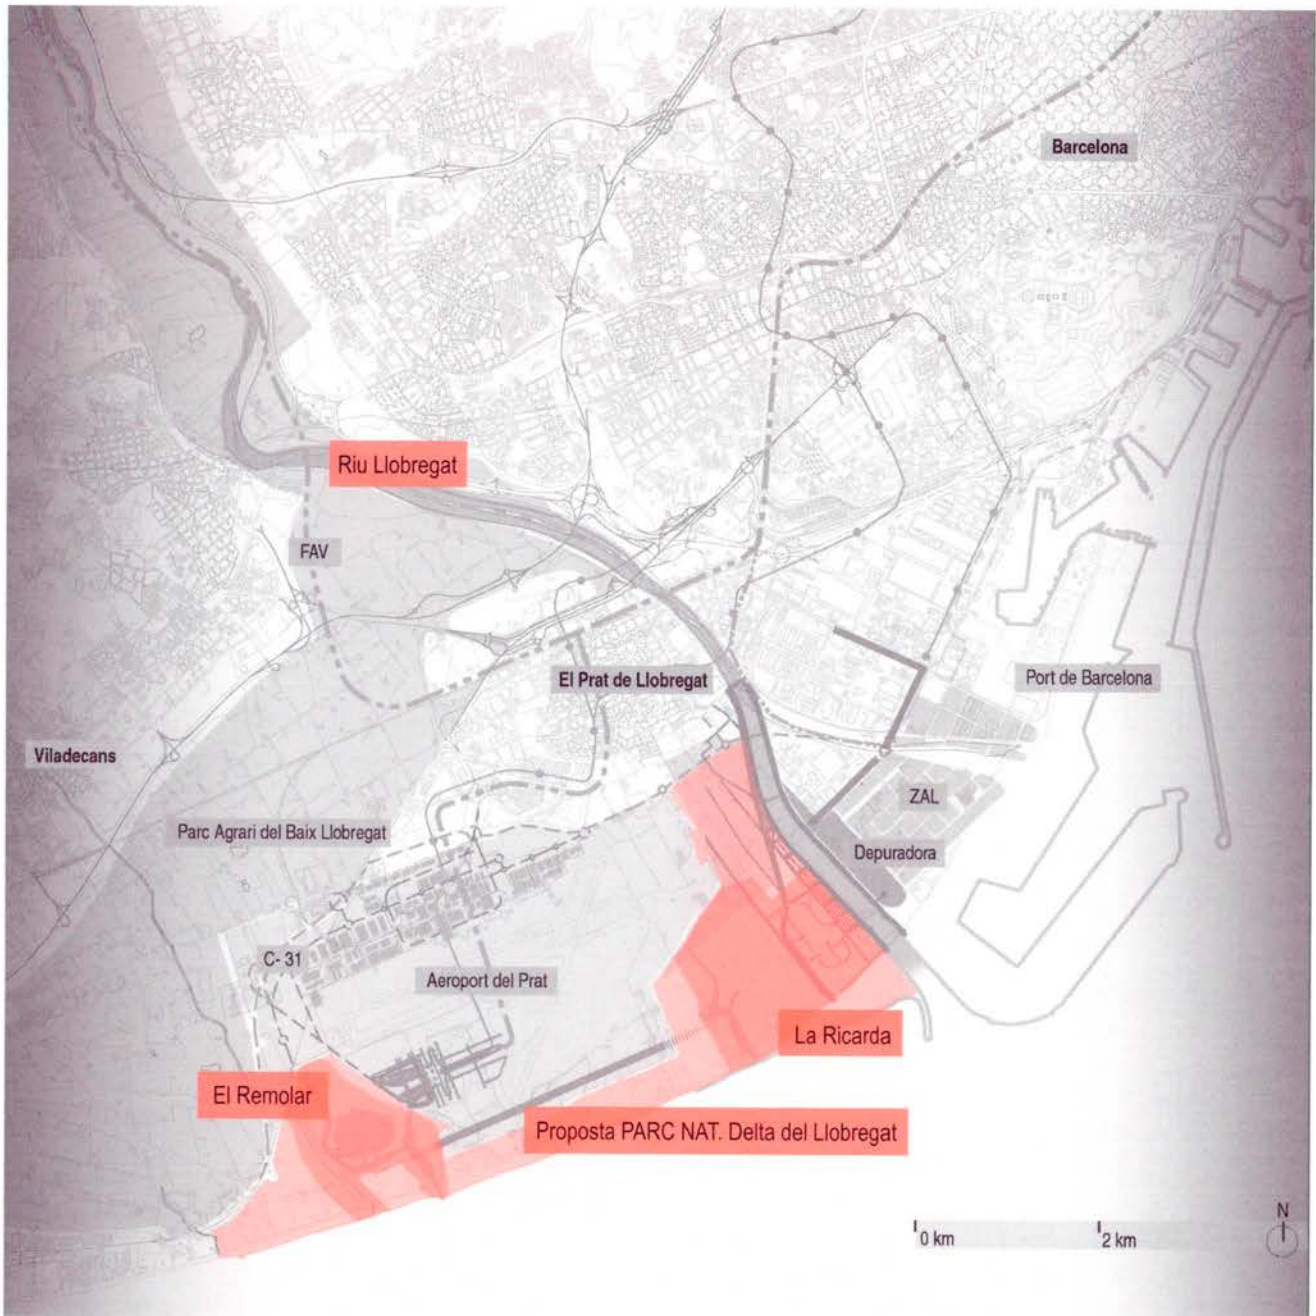 Barcelona
Riu Llobregat
FAV
El Prat de Llobregat
Port de Barcelona
Viladecans
ZAL
Parc Agrari del Baix Llobregat
Depuradora
C- 31
Aeroport del Prat
La Ricarda
El Remolar
Proposta PARC NAT. Delta del Llobregat
N
0 km
2 km